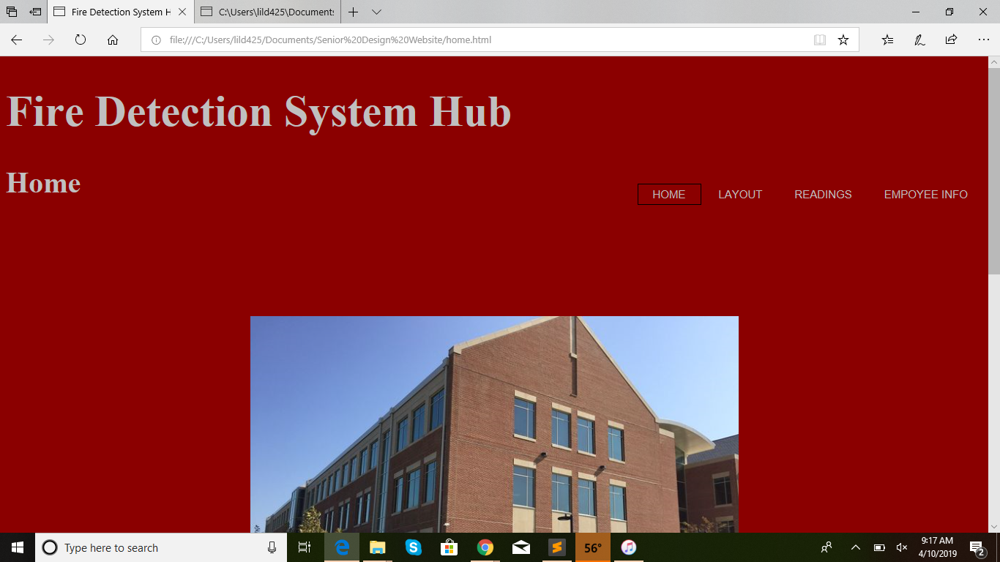 Fire Detection System H
C:\Users\lild425\Documents
file:///C:/Users/lild425/Documents/Senior%20Design%20Website/home.html
Fire Detection System Hub
Home
HOME LAYOUT READINGS EMPOYEE INFO
Type here to search
56°
9:17 AM
4/10/2019
2